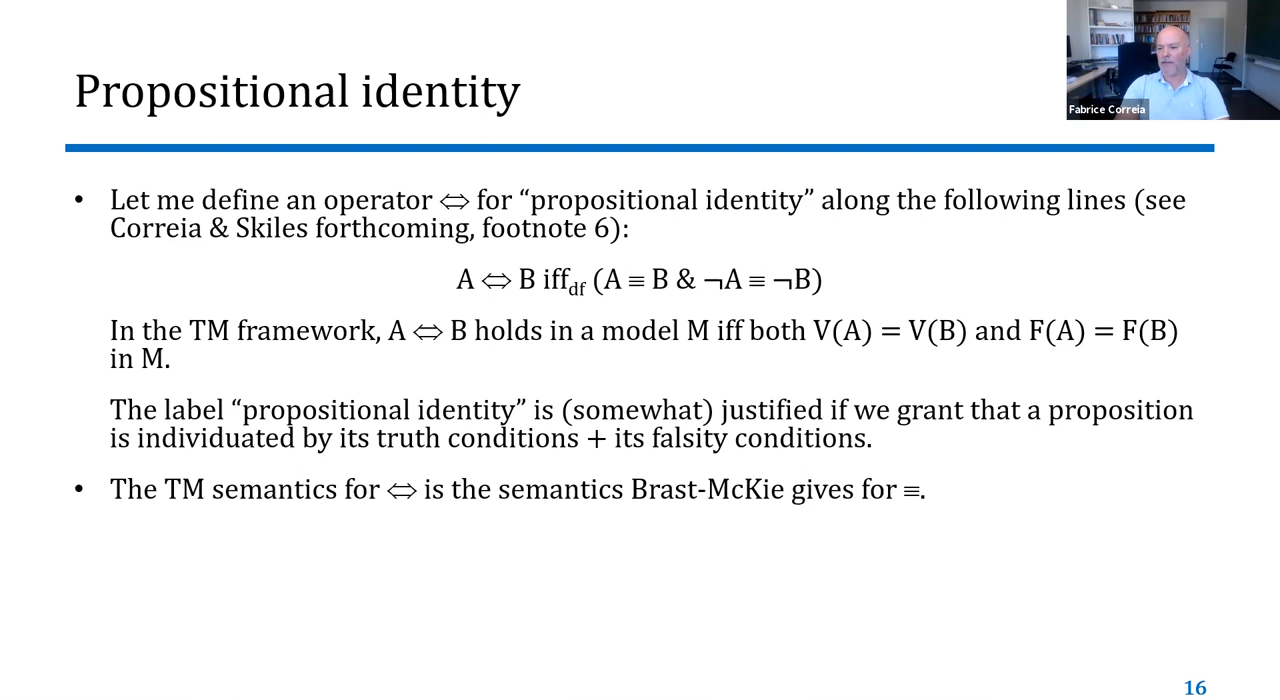 Propositional identity
Fabrice Correia
• Let me define an operator ⇔ for “propositional identity” along the following lines (see
Correia & Skiles forthcoming, footnote 6):
A ⇔ B iffdf (A ≡ B & ¬A ≡ ¬B)
In the TM framework, A ⇔ B holds in a model M iff both V(A) = V(B) and F(A) = F(B)
in M.
The label “propositional identity” is (somewhat) justified if we grant that a proposition
is individuated by its truth conditions + its falsity conditions.
• The TM semantics for ⇔ is the semantics Brast-McKie gives for ≡.
16